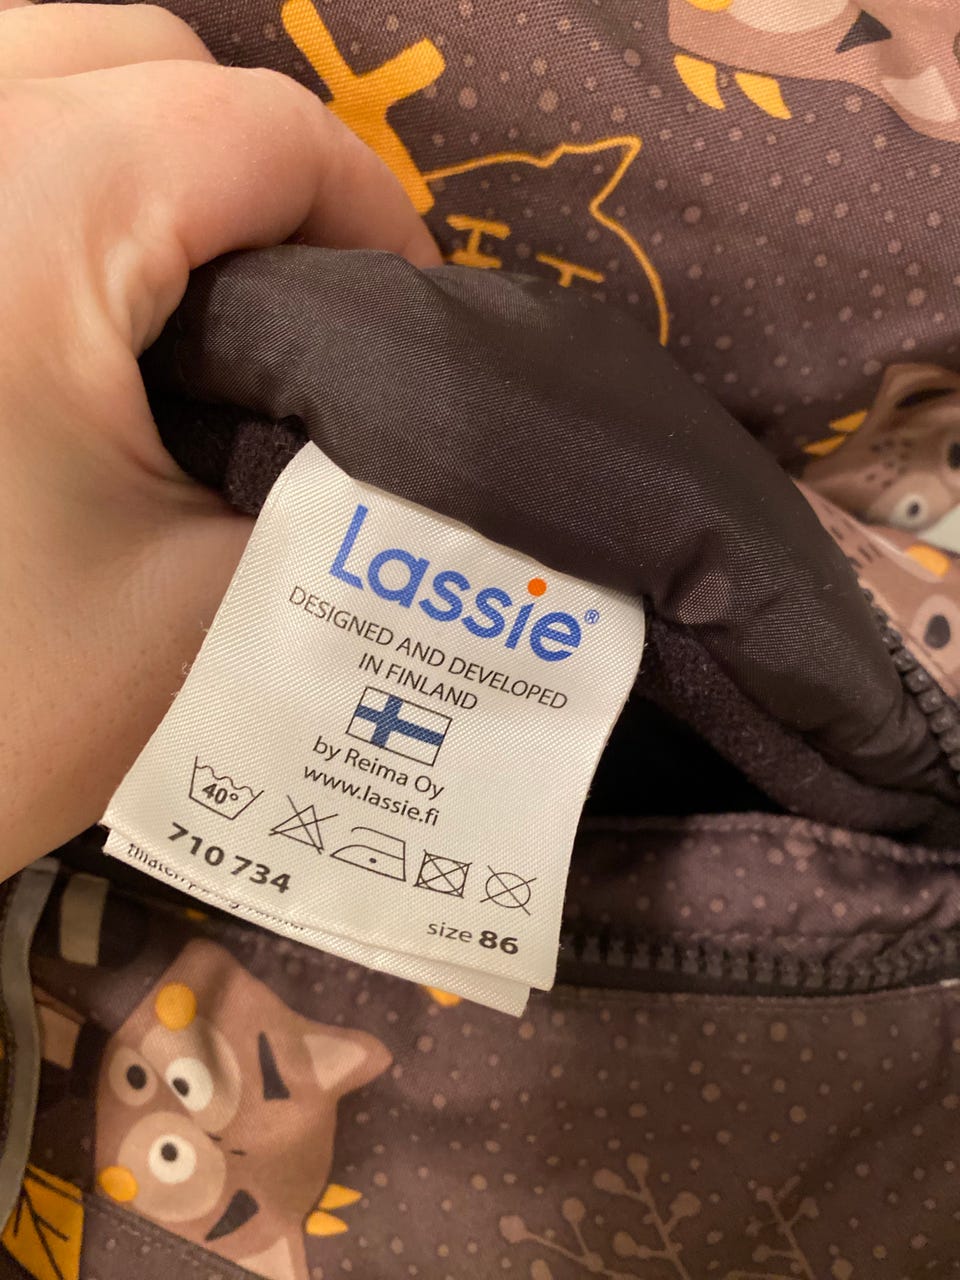 Lassie®
DESIGNED AND DEVELOPED
IN FINLAND
by Reima Oy
www.lassie.fi
40°
710 734
size 86